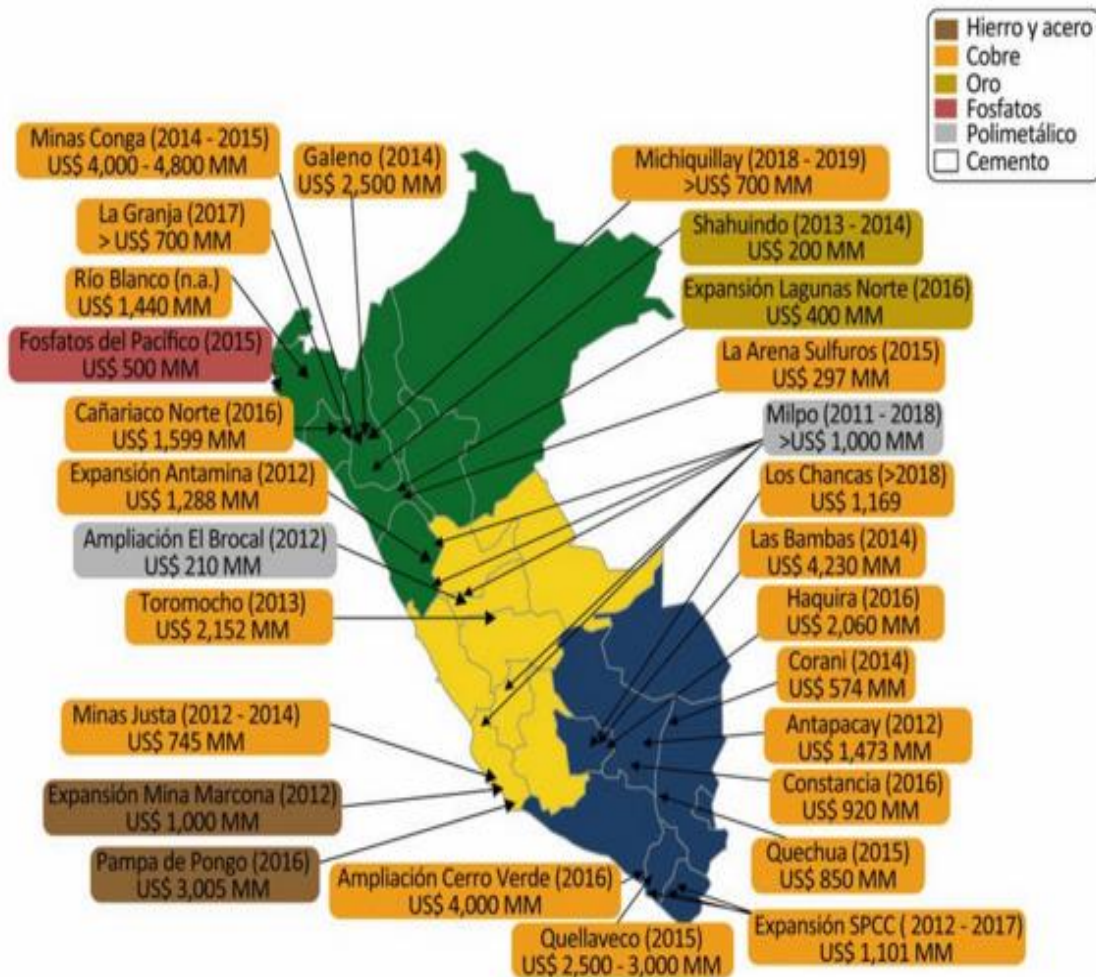 Hierro y acero
Cobre
Oro
Fosfatos
Polimetálico
Cemento
Minas Conga (2014 - 2015)
US$ 4,000 - 4,800 MM
Galeno (2014)
US$ 2,500 MM
Michiquillay (2018 - 2019)
>US$ 700 MM
La Granja (2017)
> US$ 700 MM
Shahuindo (2013 - 2014)
US$ 200 MM
Río Blanco (n.a.)
US$ 1,440 MM
Expansión Lagunas Norte (2016)
US$ 400 MM
Fosfatos del Pacífico (2015)
US$ 500 MM
La Arena Sulfuros (2015)
US$ 297 MM
Cañariaco Norte (2016)
US$ 1,599 MM
Milpo (2011 - 2018)
>US$ 1,000 MM
Expansión Antamina (2012)
US$ 1,288 MM
Los Chancas (>2018)
US$ 1,169
Ampliación El Brocal (2012)
US$ 210 MM
Las Bambas (2014)
US$ 4,230 MM
Toromocho (2013)
US$ 2,152 MM
Haquira (2016)
US$ 2,060 MM
Corani (2014)
US$ 574 MM
Minas Justa (2012 - 2014)
US$ 745 MM
Antapacay (2012)
US$ 1,473 MM
Expansión Mina Marcona (2012)
US$ 1,000 MM
Constancia (2016)
US$ 920 MM
Pampa de Pongo (2016)
US$ 3,005 MM
Quechua (2015)
US$ 850 MM
Ampliación Cerro Verde (2016)
US$ 4,000 MM
Quellaveco (2015)
US$ 2,500 - 3,000 MM
Expansión SPCC ( 2012 - 2017)
US$ 1,101 MM